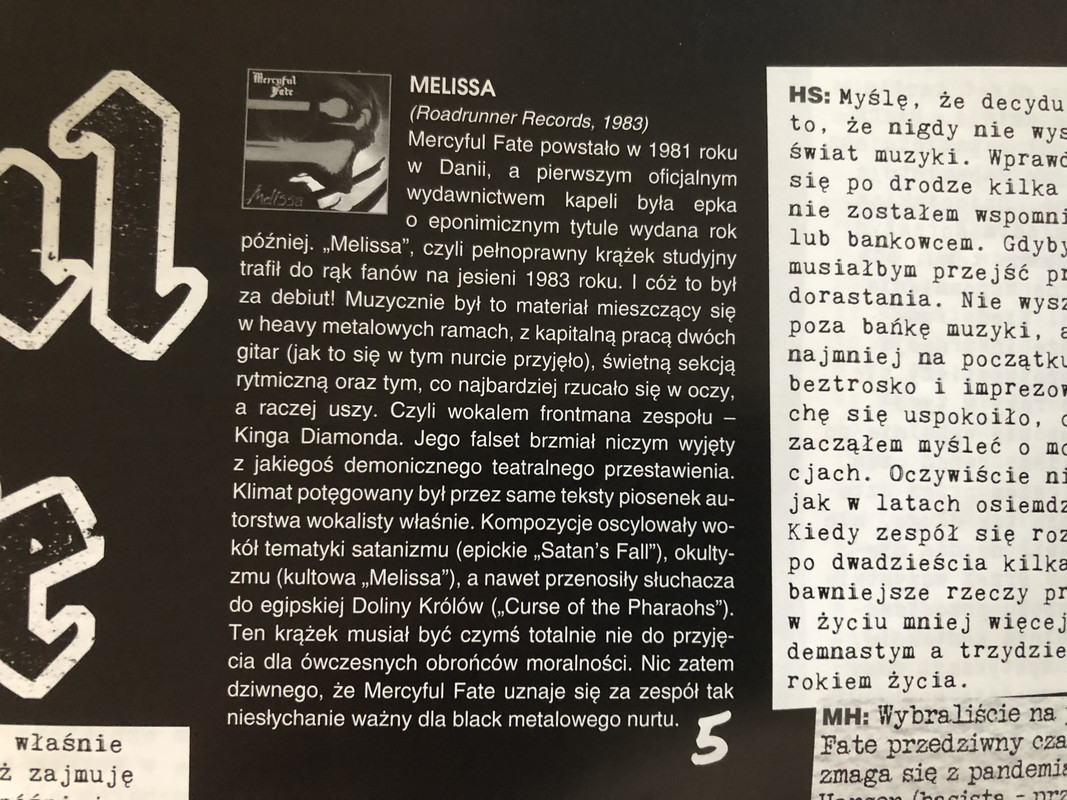 Mercyful
Fate
Melissa
MELISSA
(Roadrunner Records, 1983)
Mercyful Fate powstało w 1981 roku
w Danii, a pierwszym oficjalnym
wydawnictwem kapeli była epka
o eponimicznym tytule wydana rok
później. „Melissa”, czyli pełnoprawny krążek studyjny
trafił do rąk fanów na jesieni 1983 roku. I cóż to był
za debiut! Muzycznie był to materiał mieszczący się
w heavy metalowych ramach, z kapitalną pracą dwóch
gitar (jak to się w tym nurcie przyjęło), świetną sekcją
rytmiczną oraz tym, co najbardziej rzucało się w oczy,
a raczej uszy. Czyli wokalem frontmana zespołu –
Kinga Diamonda. Jego falset brzmiał niczym wyjęty
z jakiegoś demonicznego teatralnego przestawienia.
Klimat potęgowany był przez same teksty piosenek au-
torstwa wokalisty właśnie. Kompozycje oscylowały wo-
kół tematyki satanizmu (epickie „Satan's Fall”), okulty-
zmu (kultowa „Melissa”), a nawet przenosiły słuchacza
do egipskiej Doliny Królów („Curse of the Pharaohs”).
Ten krążek musiał być czymś totalnie nie do przyję-
cia dla ówczesnych obrońców moralności. Nic zatem
dziwnego, że Mercyful Fate uznaje się za zespół tak
niesłychanie ważny dla black metalowego nurtu.
5
HS: Myślę, że decydu
to, że nigdy nie wys
świat muzyki. Wprawd
się po drodze kilka
nie zostałem wspomni
lub bankowcem. Gdyby
musiałbym przejść pr
dorastania. Nie wysz
poza bańkę muzyki, a
najmniej na początku
beztrosko i imprezow
chę się uspokoiło, o
zacząłem myśleć o mo
cjach. Oczywiście ni
jak w latach osiemdz
Kiedy zespół się roz
po dwadzieścia kilka
bawniejsze rzeczy pr
w życiu mniej więcej
demnastym a trzydzie
rokiem życia.
MH: Wybraliście na
Fate przedziwny cza
zmaga się z pandemia
właśnie
ż zajmuję